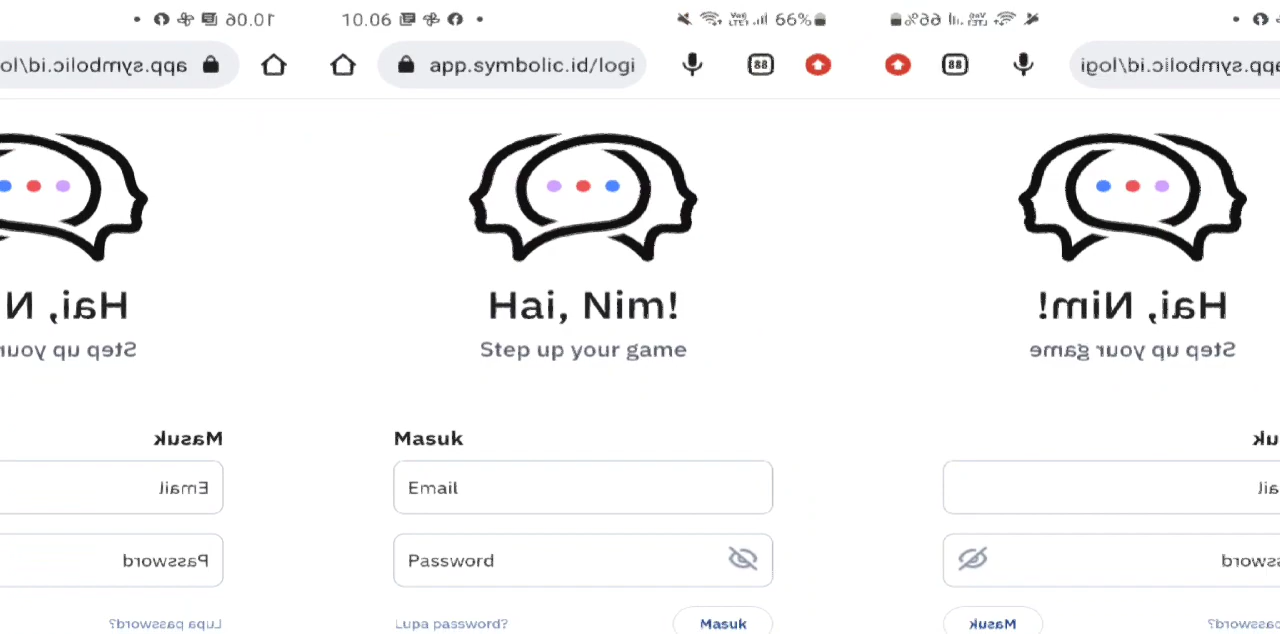 10.06 66%
app.symbolic.id/logi 88
Hai, Nim!
Step up your game
Masuk
Email
Password
Lupa password? Masuk